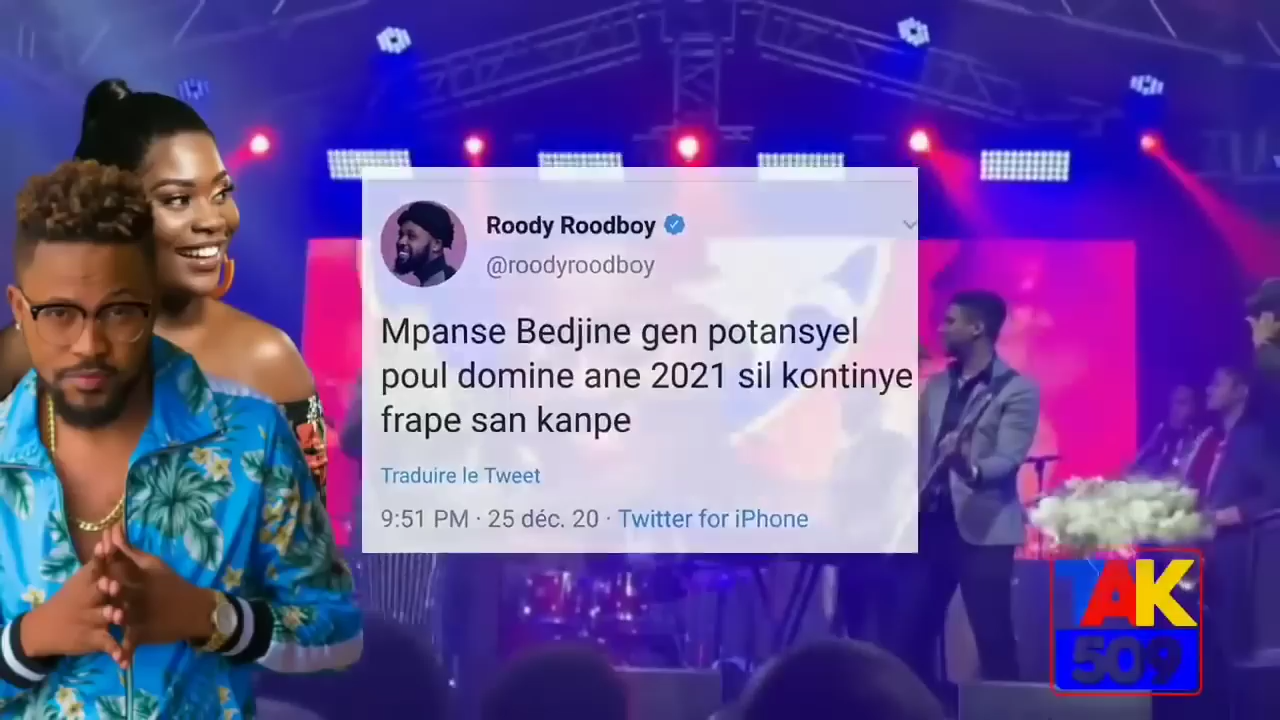 Roody Roodboy
@roodyroodboy
Mpanse Bedjine gen potansyel
poul domine ane 2021 sil kontinye
frape san kanpe
Traduire le Tweet
9:51 PM · 25 déc. 20 · Twitter for iPhone
TAK
509